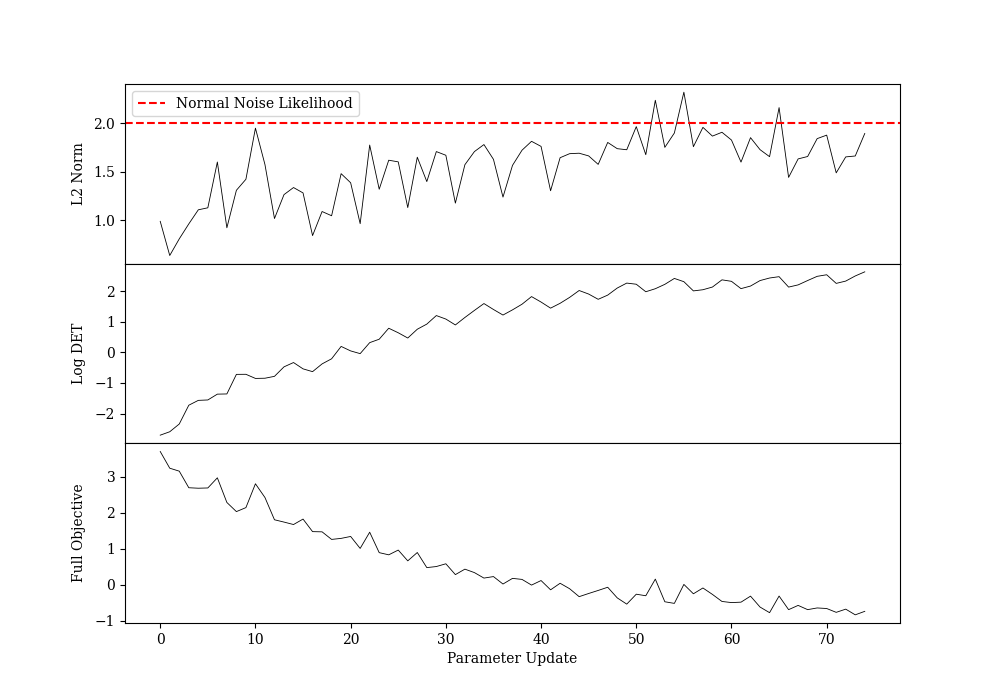 Normal Noise Likelihood
L2 Norm
2.0
1.5
1.0
Log DET
2
1
0
−1
−2
Full Objective
3
2
1
0
−1
0 10 20 30 40 50 60 70
Parameter Update